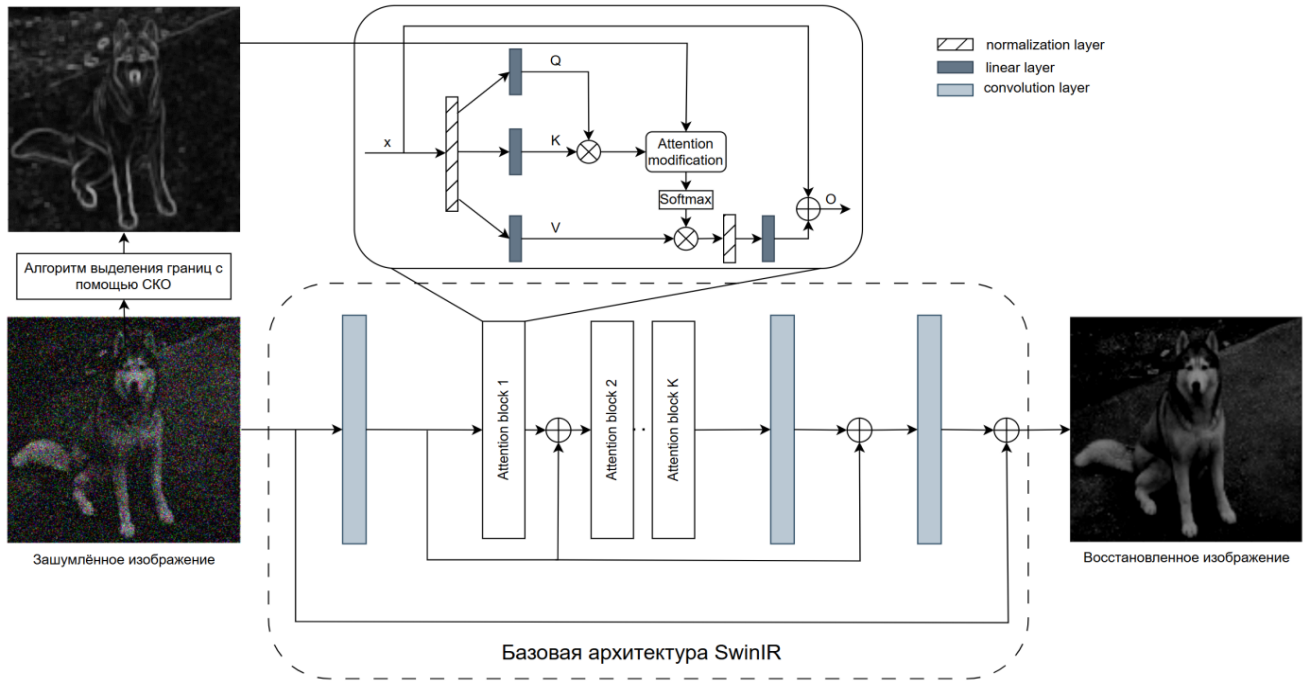 normalization layer
linear layer
convolution layer
Q
x
K
Attention
modification
Softmax
V
O
Алгоритм выделения границ с
помощью СКО
Attention block 1
Attention block 2
. .
Attention block K
Зашумлённое изображение
Восстановленное изображение
Базовая архитектура SwinIR